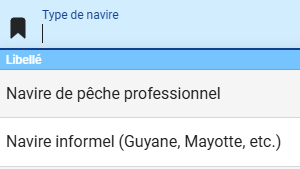 Type de navire
Libellé
Navire de pêche professionnel
Navire informel (Guyane, Mayotte, etc.)